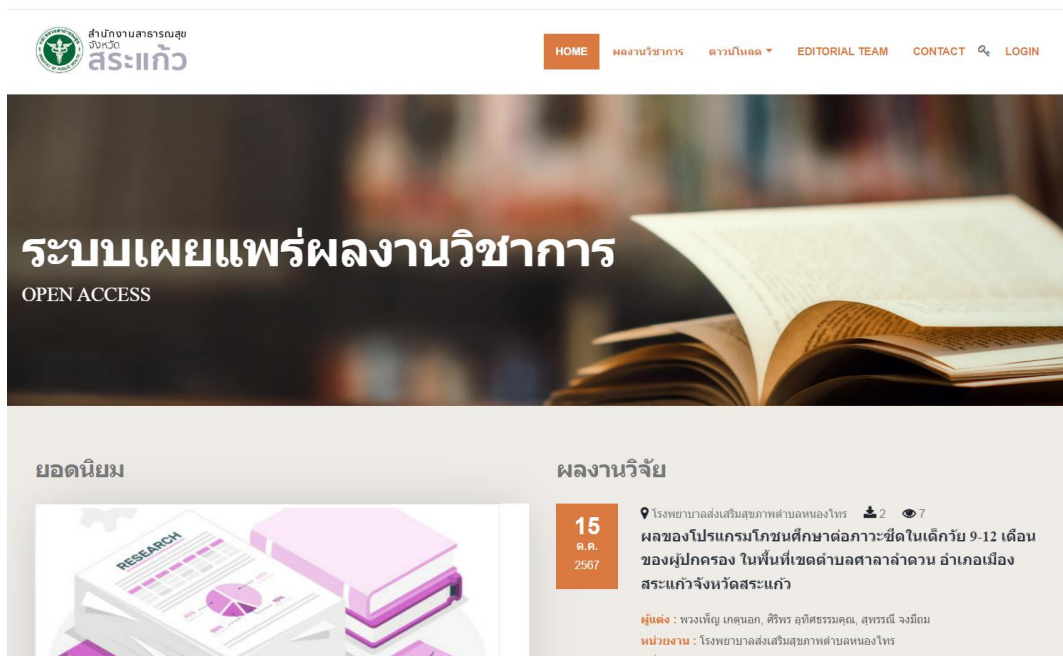 สำนักงานสาธารณสุข
จังหวัด
สระแก้ว
HOME ผลงานวิชาการ ดาวน์โหลด EDITORIAL TEAM CONTACT LOGIN
ระบบเผยแพร่ผลงานวิชาการ
OPEN ACCESS
ยอดนิยม
RESEARCH
ผลงานวิจัย
15
ต.ค.
2567
โรงพยาบาลส่งเสริมสุขภาพตำบลหนองไทร 2 7
ผลของโปรแกรมโภชนศึกษาต่อภาวะซีดในเด็กวัย 9-12 เดือน
ของผู้ปกครอง ในพื้นที่เขตตำบลศาลาลำดวน อำเภอเมือง
สระแก้วจังหวัดสระแก้ว
ผู้แต่ง : พวงเพ็ญ เกตุนอก, ศิริพร อุทิศธรรมคุณ, สุพรรณี จงมีถม
หน่วยงาน : โรงพยาบาลส่งเสริมสุขภาพตำบลหนองไทร